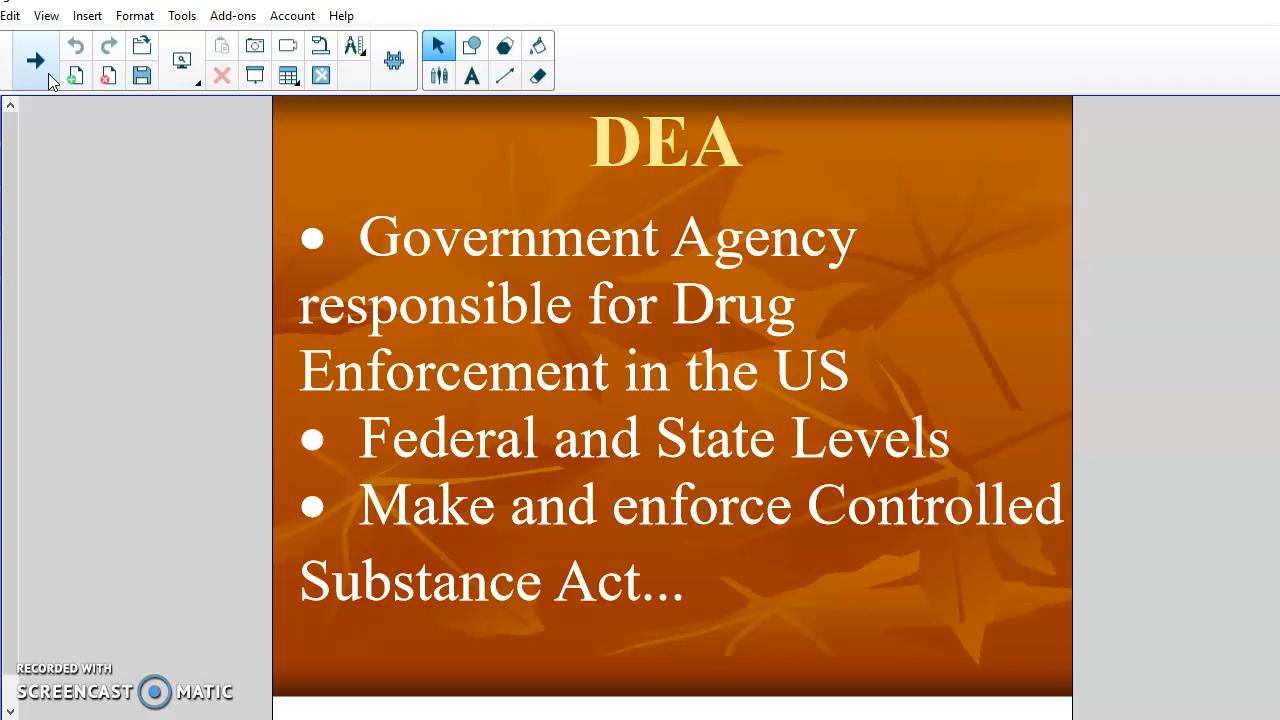 Edit View Insert Format Tools Add-ons Account Help
DEA
● Government Agency
responsible for Drug
Enforcement in the US
● Federal and State Levels
● Make and enforce Controlled
Substance Act...
RECORDED WITH
SCREENCAST MATIC